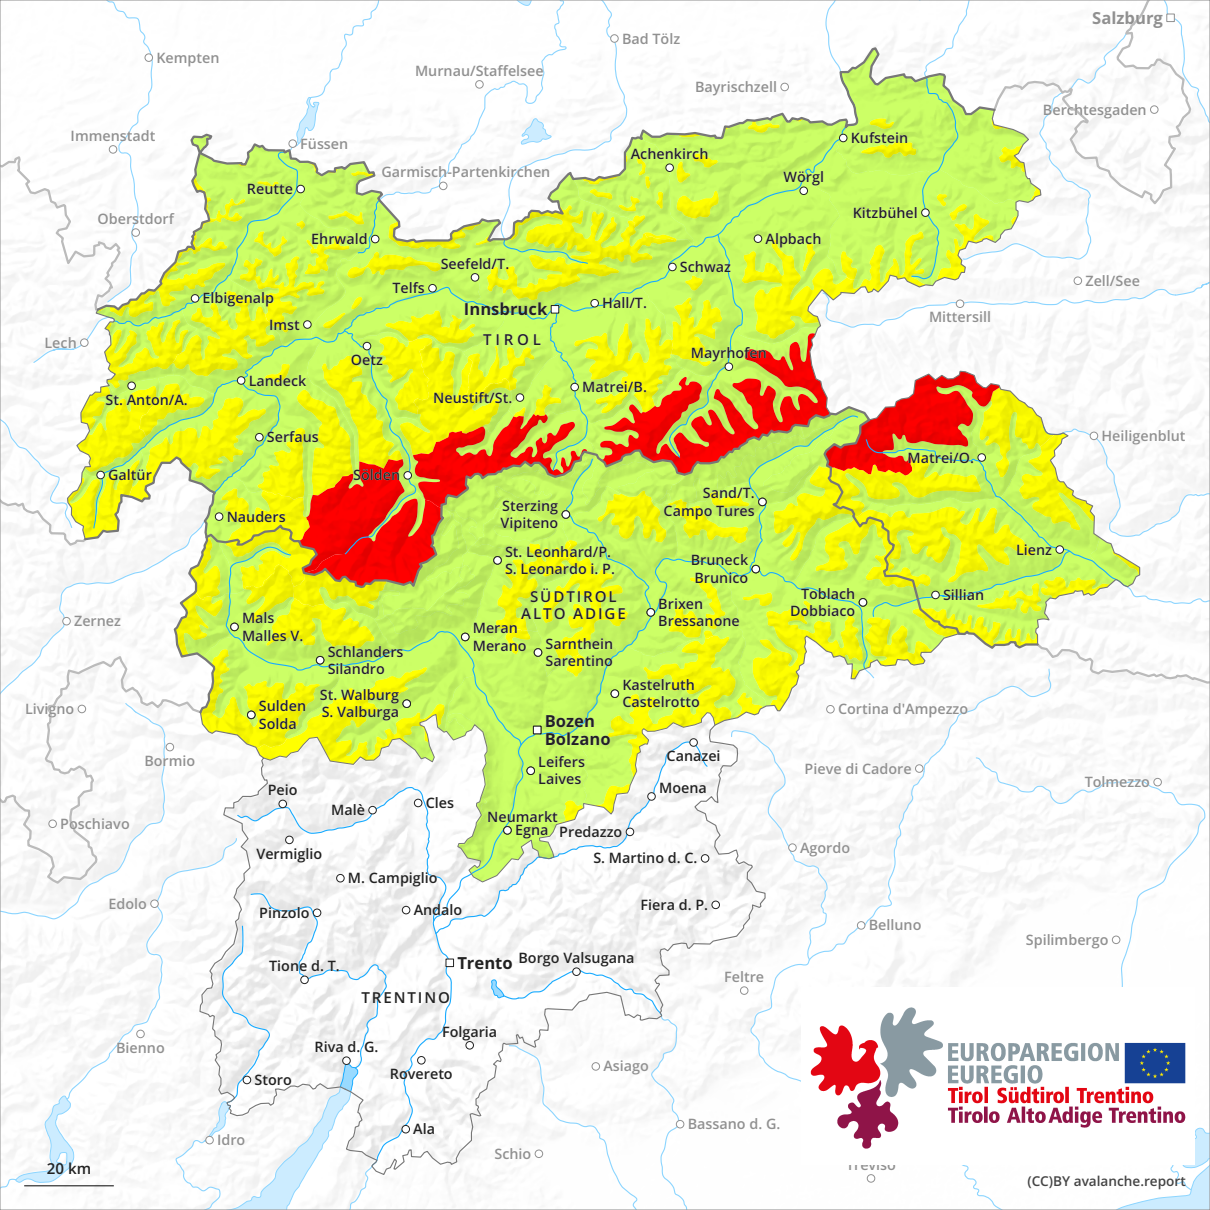 Salzburg
Bad Tölz
Kempten
Murnau/Staffelsee
Bayrischzell
Berchtesgaden
Immenstadt
Füssen
Kufstein
Achenkirch
Garmisch-Partenkirchen
Wörgl
Reutte
Oberstdorf
Kitzbühel
Ehrwald
Alpbach
Seefeld/T.
Schwaz
Zell/See
Telfs
Elbigenalp
Hall/T.
Innsbruck
Mittersill
Imst
TIROL
Lech
Oetz
Mayrhofen
Landeck
Matrei/B.
St. Anton/A.
Neustift/St.
Serfaus
Heiligenblut
Matrei/O.
Galtür
Sölden
Sand/T.
Campo Tures
Sterzing
Vipiteno
Nauders
St. Leonhard/P.
S. Leonardo i. P.
Lienz
Bruneck
Brunico
SÜDTIROL
ALTO ADIGE
Toblach
Dobbiaco
Sillian
Brixen
Bressanone
Zernez
Mals
Malles V.
Meran
Merano
Sarnthein
Sarentino
Schlanders
Silandro
Kastelruth
Castelrotto
St. Walburg
S. Valburga
Livigno
Sulden
Solda
Cortina d'Ampezzo
Bozen
Bolzano
Bormio
Canazei
Leifers
Laives
Pieve di Cadore
Tolmezzo
Peio
Moena
Malè
Cles
Neumarkt
Egna
Poschiavo
Predazzo
Vermiglio
Agordo
S. Martino d. C.
M. Campiglio
Edolo
Pinzolo
Andalo
Fiera d. P.
Belluno
Spilimbergo
Trento
Borgo Valsugana
Tione d. T.
Feltre
TRENTINO
Folgaria
Bienno
Riva d. G.
Rovereto
Asiago
Storo
EUROPAREGION
EUREGIO
Tirol Südtirol Trentino
Tirolo Alto Adige Trentino
Idro
Ala
Bassano d. G.
Schio
Treviso
20 km
(CC)BY avalanche.report